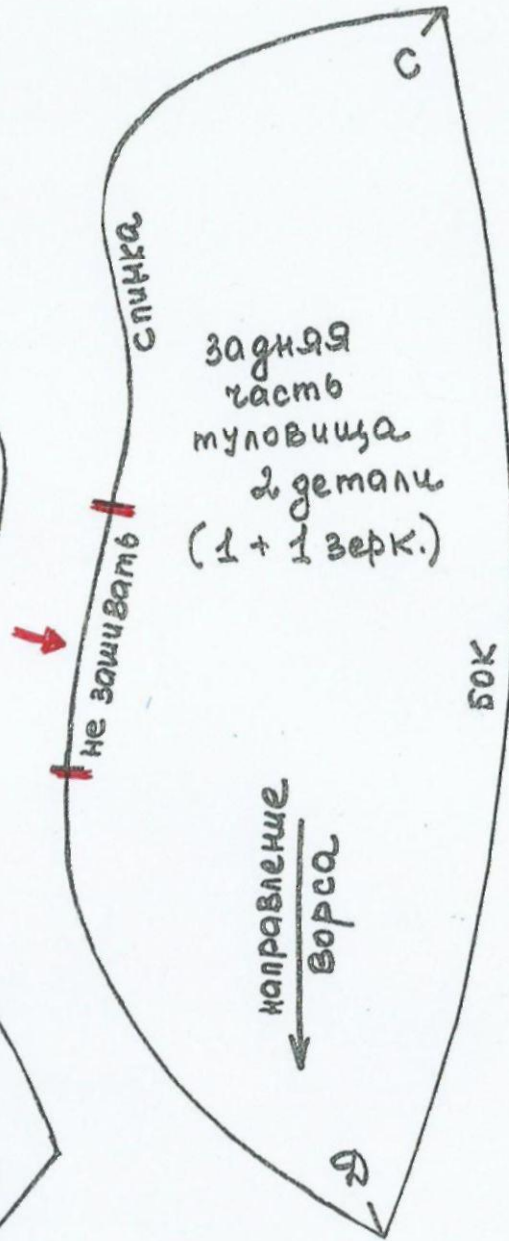 С
спинка
задняя
часть
туловища
2 детали
(1 + 1 зерк.)
не зашивать
бок
направление
ворса
Д